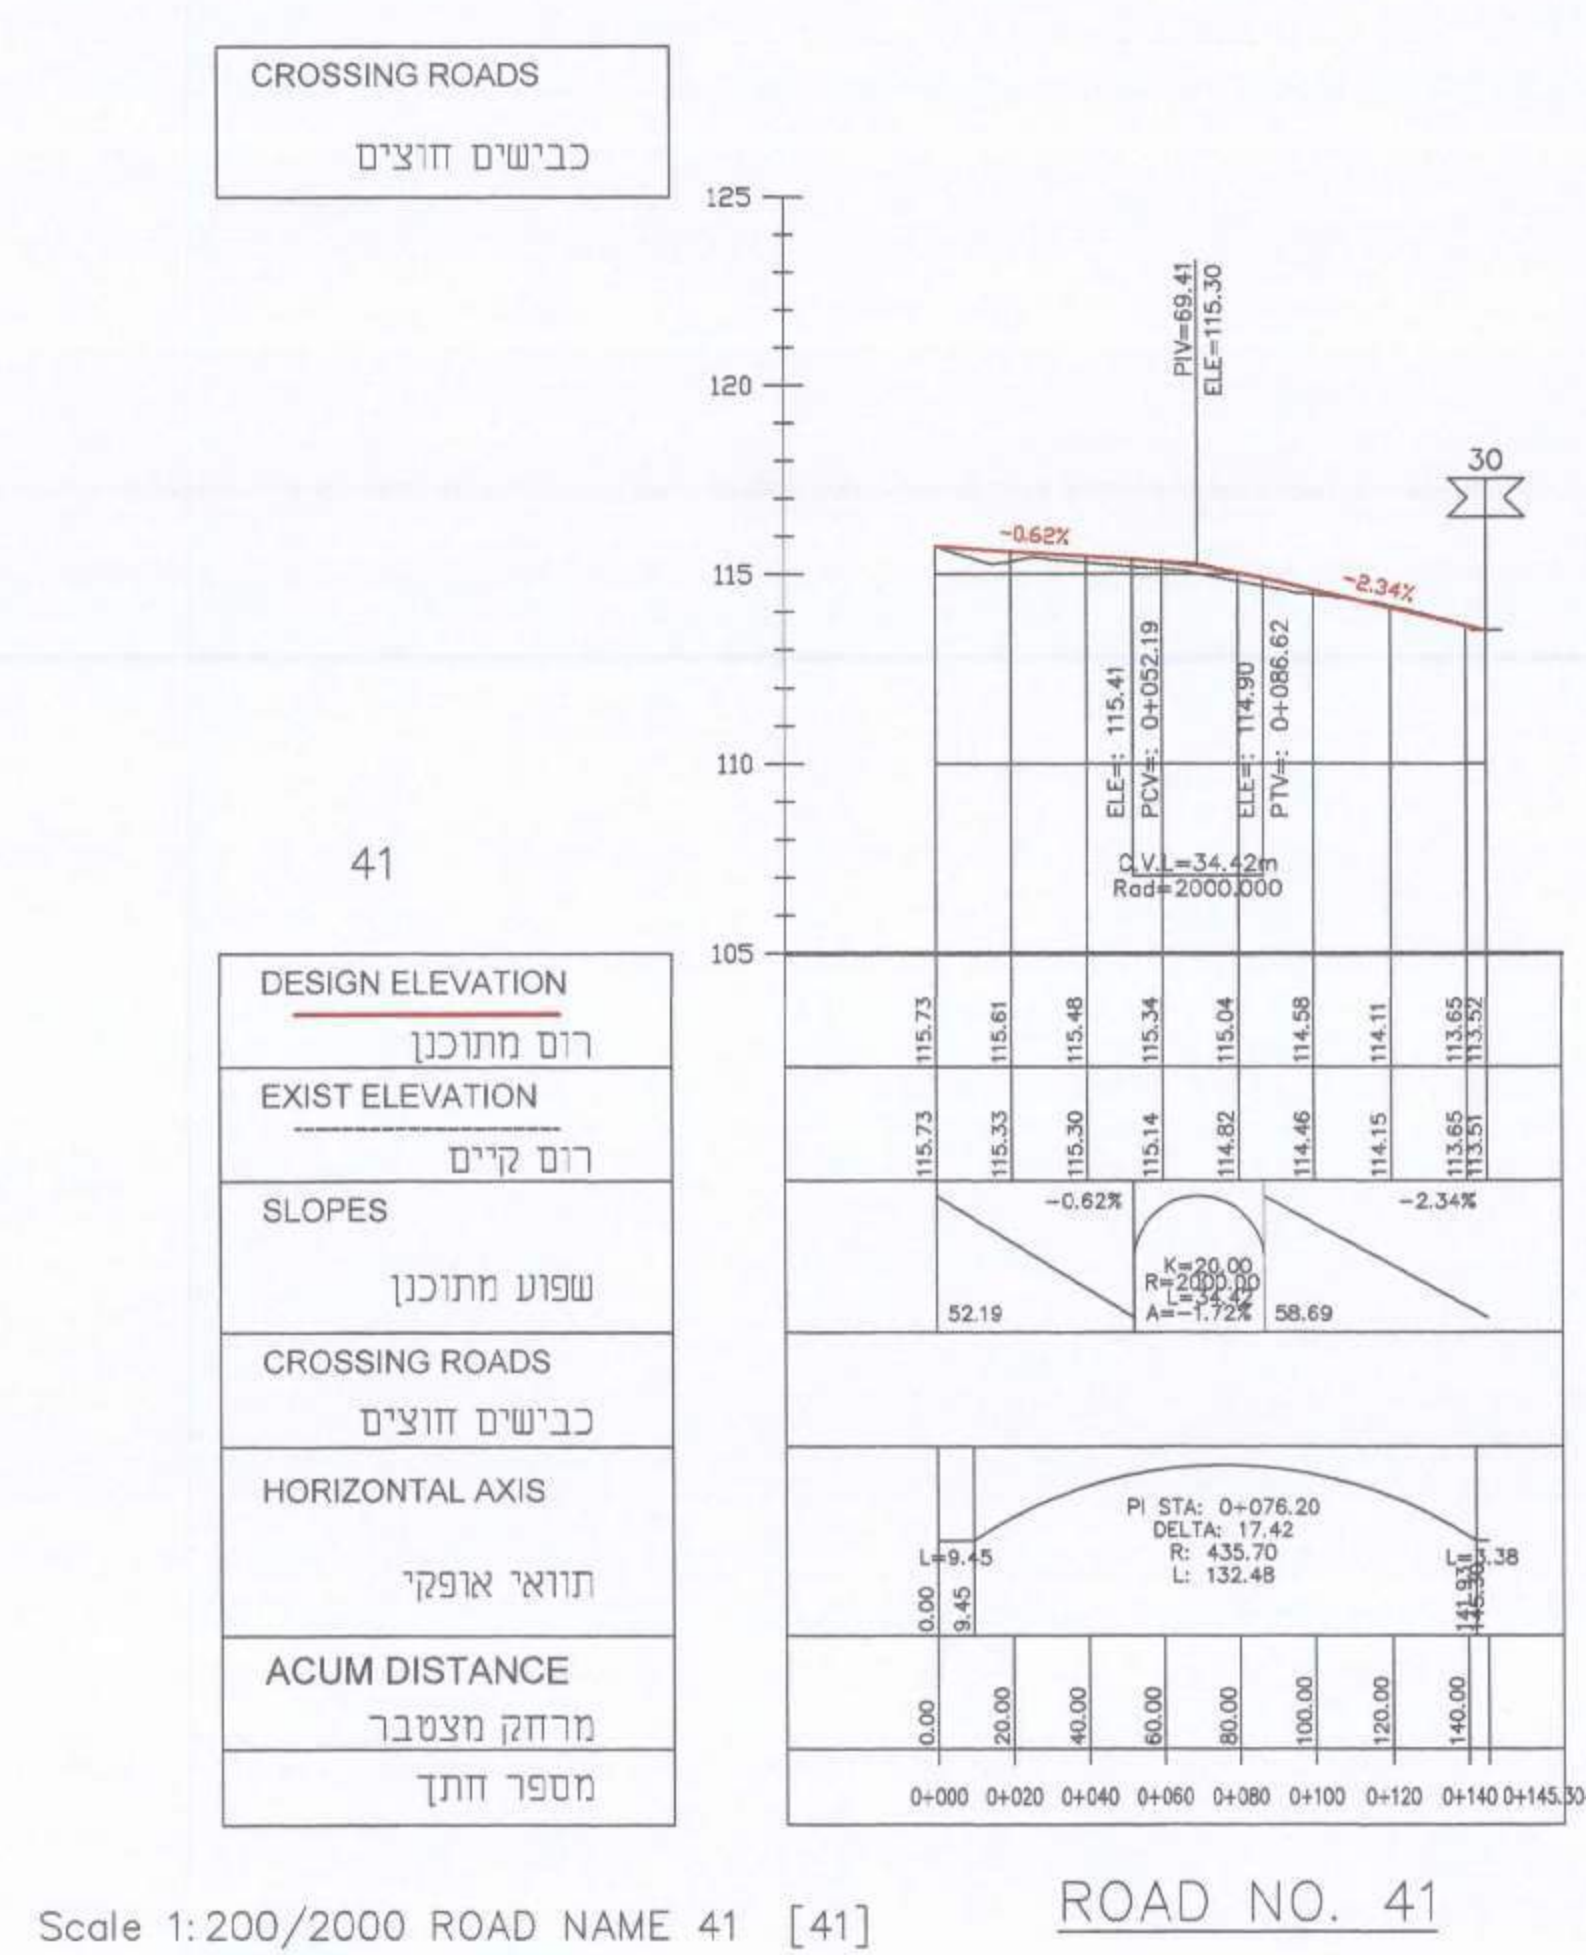 CROSSING ROADS
כבישים חוצים
125
120
115
110
105
PIV=69.41
ELE=115.30
30
-0.62%
-2.34%
ELE=: 115.41
PCV=: 0+052.19
ELE=: 114.90
PTV=: 0+086.62
C.V.L=34.42m
Rad=2000.000
41
DESIGN ELEVATION
רום מתוכנן
115.73 115.61 115.48 115.34 115.04 114.58 114.11 113.65 113.52
EXIST ELEVATION
רום קיים
115.73 115.33 115.30 115.14 114.82 114.46 114.15 113.65 113.51
SLOPES
שפוע מתוכנן
-0.62% -2.34%
K=20.00
R=2000.00
L=34.42
A=-1.72%
52.19 58.69
CROSSING ROADS
כבישים חוצים
HORIZONTAL AXIS
תוואי אופקי
PI STA: 0+076.20
DELTA: 17.42
R: 435.70
L: 132.48
L=9.45 L=3.38
0.00 9.45 141.93 145.30
ACUM DISTANCE
מרחק מצטבר
0.00 20.00 40.00 60.00 80.00 100.00 120.00 140.00
מספר חתך
0+000 0+020 0+040 0+060 0+080 0+100 0+120 0+140 0+145.30
Scale 1:200/2000 ROAD NAME 41 [41]
ROAD NO. 41